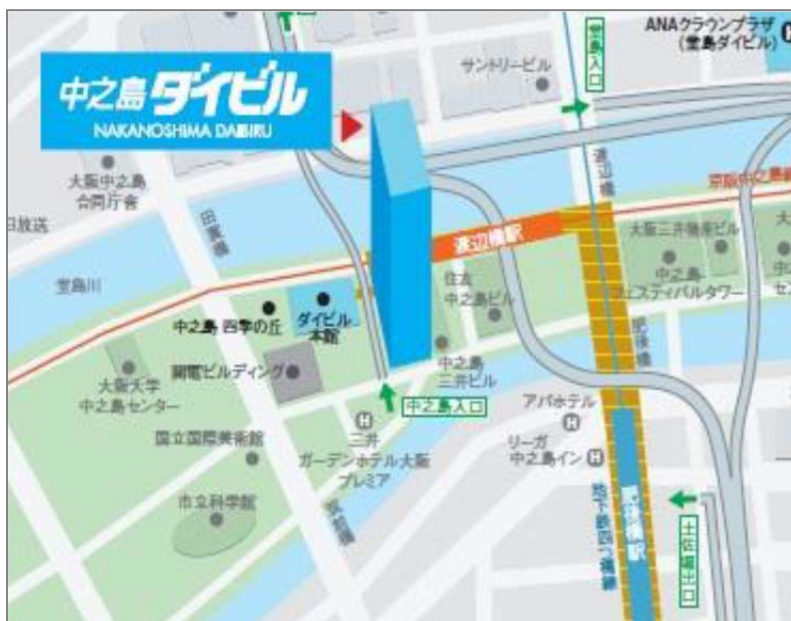 中之島ダイビル
NAKANOSHIMA DAIBIRU
サントリービル
堂島入口
ANAクラウンプラザ
(堂島ダイビル)
大阪中之島
合同庁舎
日放送
田蓑橋
渡辺橋
京阪中之島線
渡辺橋駅
大阪三井物産ビル
堂島川
住友
中之島ビル
中之島
フェスティバルタワー
大
中之
セン
中之島 四季の丘
ダイビル
本館
肥後橋
関電ビルディング
中之島
三井ビル
大阪大学
中之島センター
中之島入口
アパホテル
三井
ガーデンホテル大阪
プレミア
リーガ
中之島イン
国立国際美術館
市立科学館
肥後橋駅
地下鉄四つ橋線
土佐堀出口